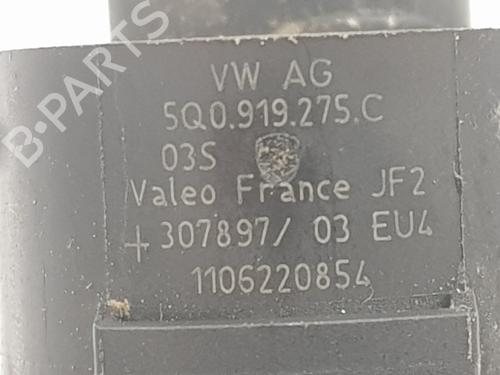 VW AG
5Q0.919.275.C
03S
Valeo France JF2
+307897/ 03 EU4
1106220854
B-PARTS